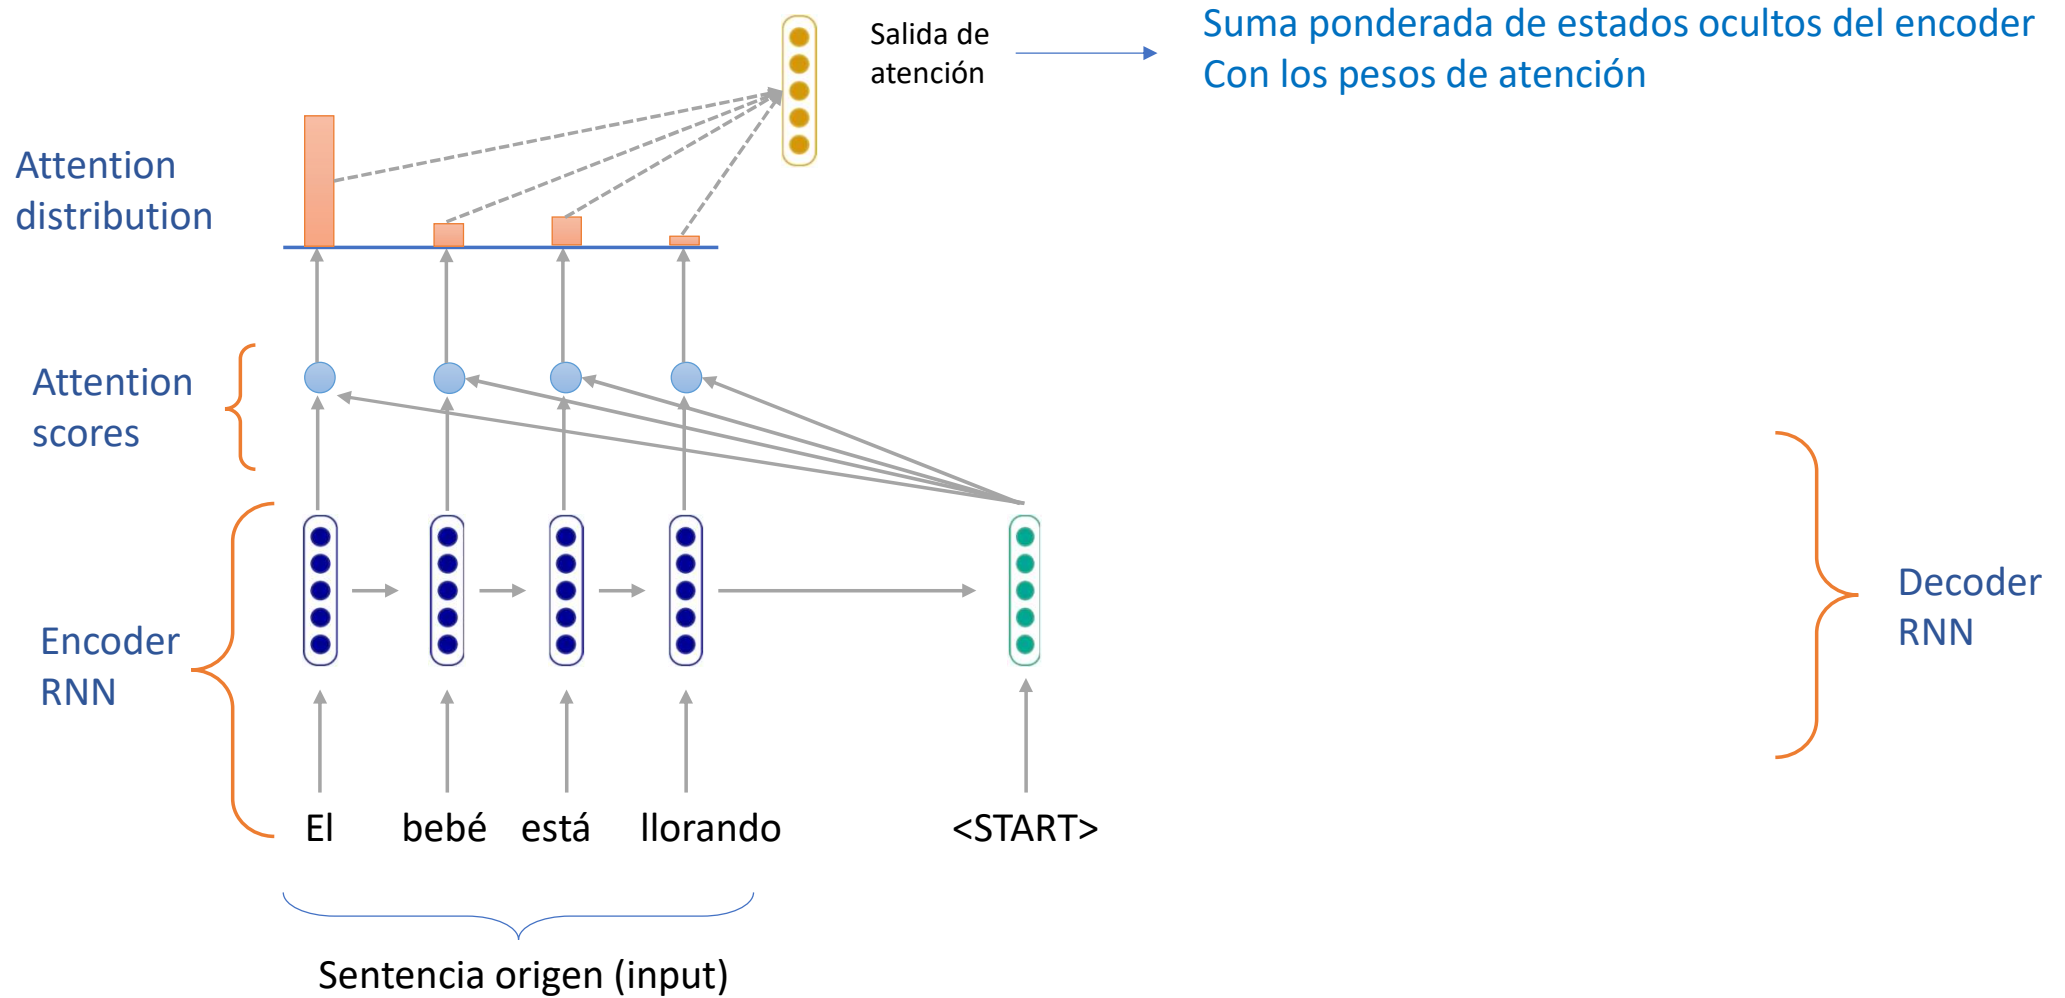 Salida de
atención
Suma ponderada de estados ocultos del encoder
Con los pesos de atención
Attention
distribution
Attention
scores
Encoder
RNN
Decoder
RNN
El bebé está llorando <START>
Sentencia origen (input)